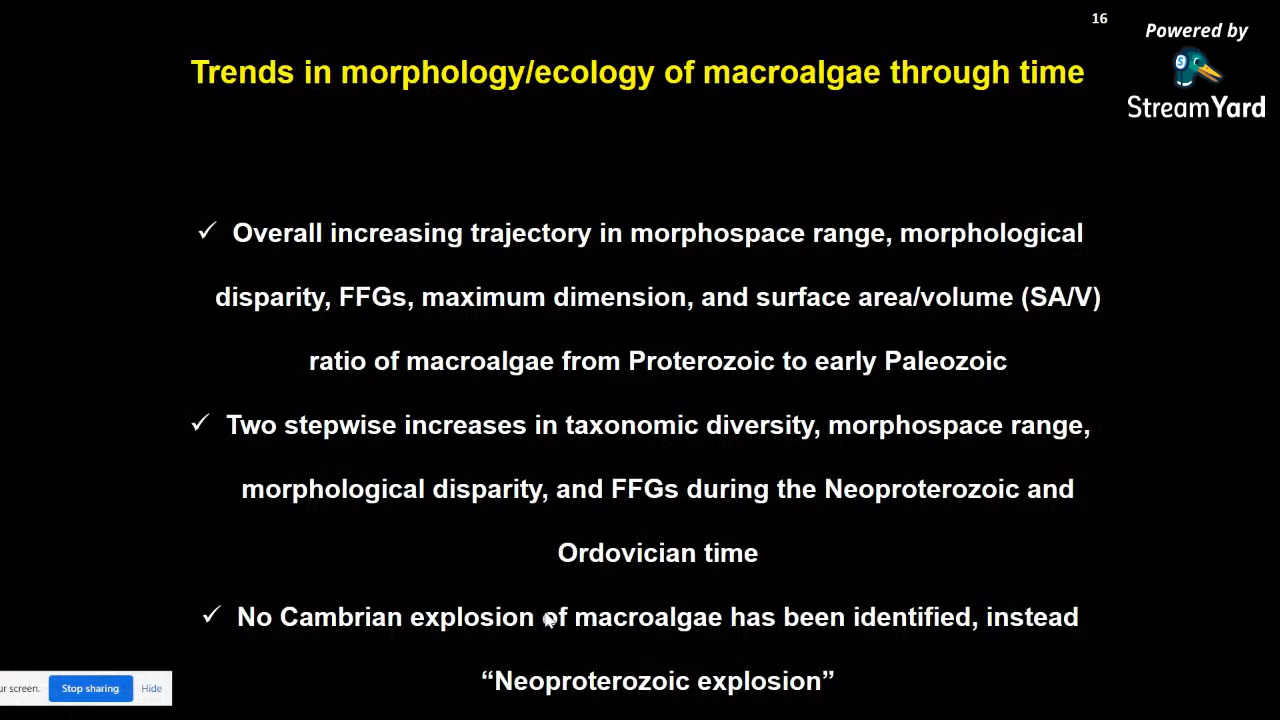 16
Powered by
StreamYard
Trends in morphology/ecology of macroalgae through time
✓ Overall increasing trajectory in morphospace range, morphological
disparity, FFGs, maximum dimension, and surface area/volume (SA/V)
ratio of macroalgae from Proterozoic to early Paleozoic
✓ Two stepwise increases in taxonomic diversity, morphospace range,
morphological disparity, and FFGs during the Neoproterozoic and
Ordovician time
✓ No Cambrian explosion of macroalgae has been identified, instead
“Neoproterozoic explosion”
ur screen. Stop sharing Hide